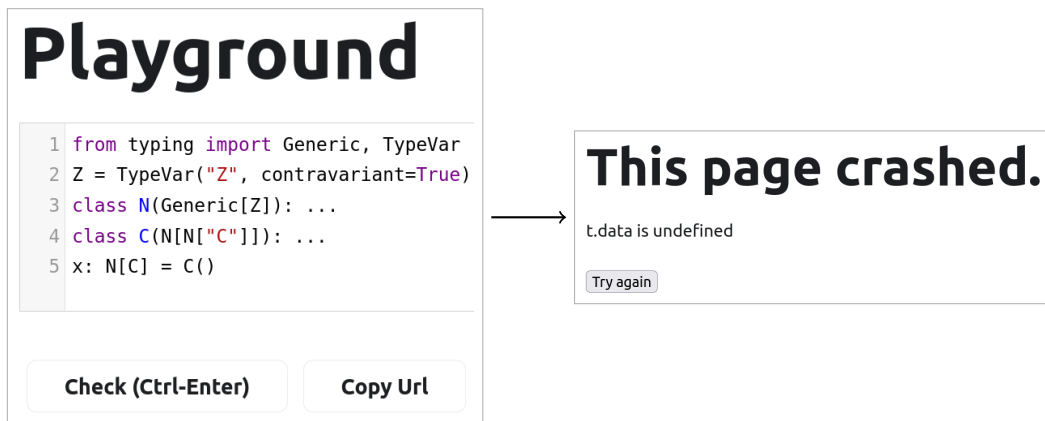 Playground
1 from typing import Generic, TypeVar
2 Z = TypeVar("Z", contravariant=True)
3 class N(Generic[Z]): ...
4 class C(N[N["C"]]): ...
5 x: N[C] = C()
Check (Ctrl-Enter) Copy Url
This page crashed.
t.data is undefined
Try again